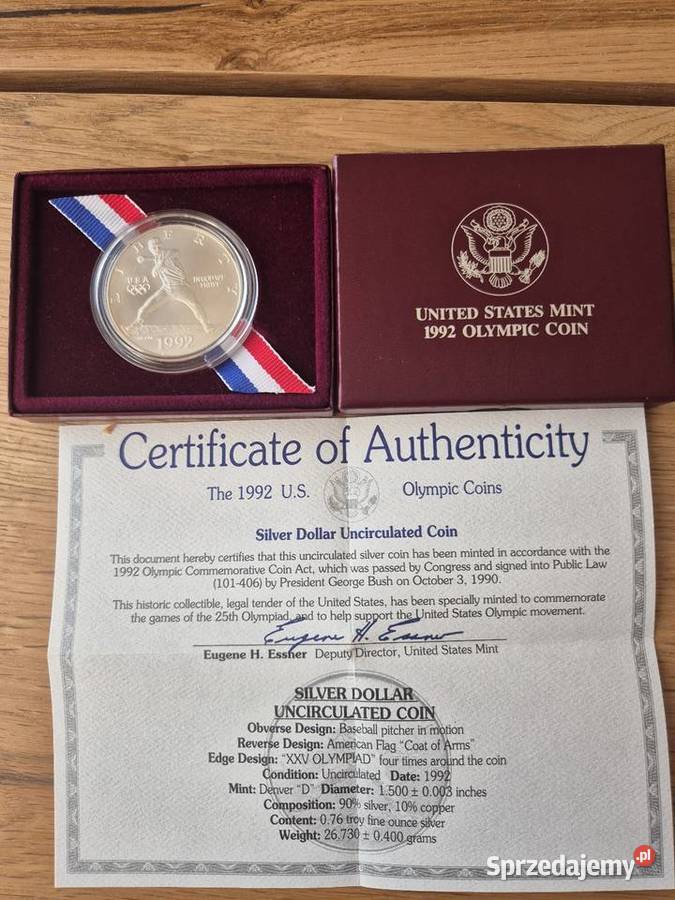 LIBERTY
USA
IN GOD WE TRUST
1992
UNITED STATES MINT
1992 OLYMPIC COIN
Certificate of Authenticity
The 1992 U.S. Olympic Coins
Silver Dollar Uncirculated Coin
This document hereby certifies that this uncirculated silver coin has been minted in accordance with the
1992 Olympic Commemorative Coin Act, which was passed by Congress and signed into Public Law
(101-406) by President George Bush on October 3, 1990.
This historic collectible, legal tender of the United States, has been specially minted to commemorate
the games of the 25th Olympiad, and to help support the United States Olympic movement.
Eugene H. Essner
Eugene H. Essner Deputy Director, United States Mint
SILVER DOLLAR
UNCIRCULATED COIN
Obverse Design: Baseball pitcher in motion
Reverse Design: American Flag "Coat of Arms"
Edge Design: "XXV OLYMPIAD" four times around the coin
Condition: Uncirculated Date: 1992
Mint: Denver "D" Diameter: 1.500 ± 0.003 inches
Composition: 90% silver, 10% copper
Content: 0.76 troy fine ounce silver
Weight: 26.730 ± 0.400 grams
Sprzedajemy.pl